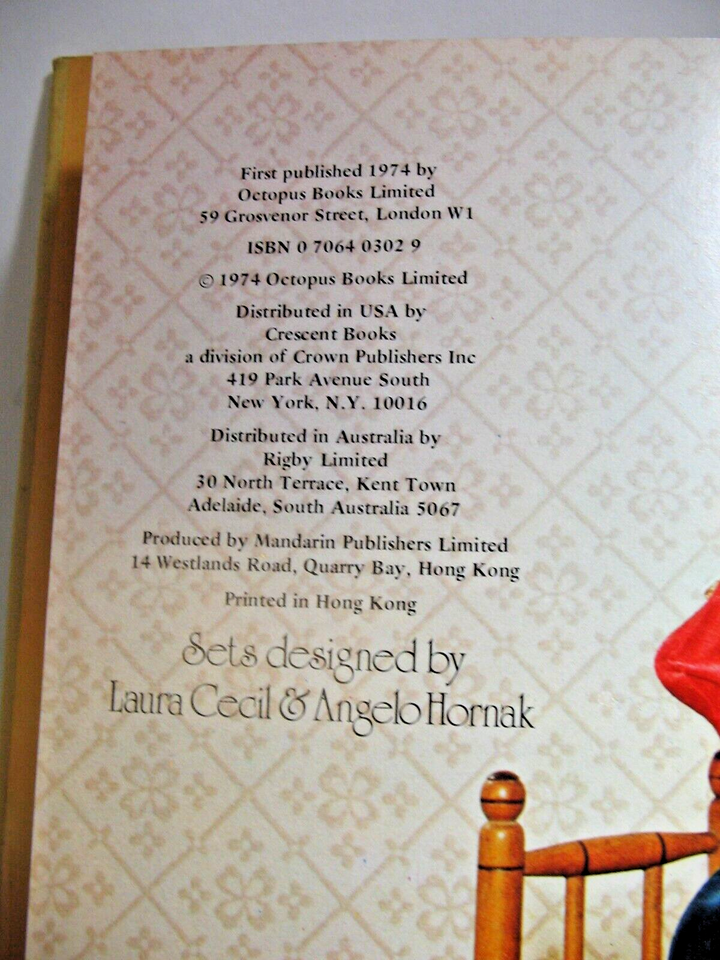 First published 1974 by
Octopus Books Limited
59 Grosvenor Street, London W1
ISBN 0 7064 0302 9
© 1974 Octopus Books Limited
Distributed in USA by
Crescent Books
a division of Crown Publishers Inc
419 Park Avenue South
New York, N.Y. 10016
Distributed in Australia by
Rigby Limited
30 North Terrace, Kent Town
Adelaide, South Australia 5067
Produced by Mandarin Publishers Limited
14 Westlands Road, Quarry Bay, Hong Kong
Printed in Hong Kong
Sets designed by
Laura Cecil & Angelo Hornak